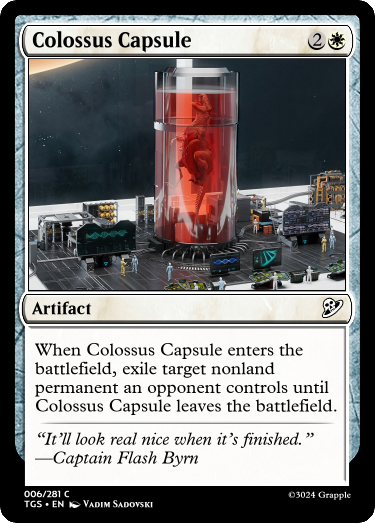 Colossus Capsule 2
Artifact
When Colossus Capsule enters the
battlefield, exile target nonland
permanent an opponent controls until
Colossus Capsule leaves the battlefield.
“It’ll look real nice when it’s finished.”
—Captain Flash Byrn
006/281 C
TGS • EN Vadim Sadovski
©3024 Grapple